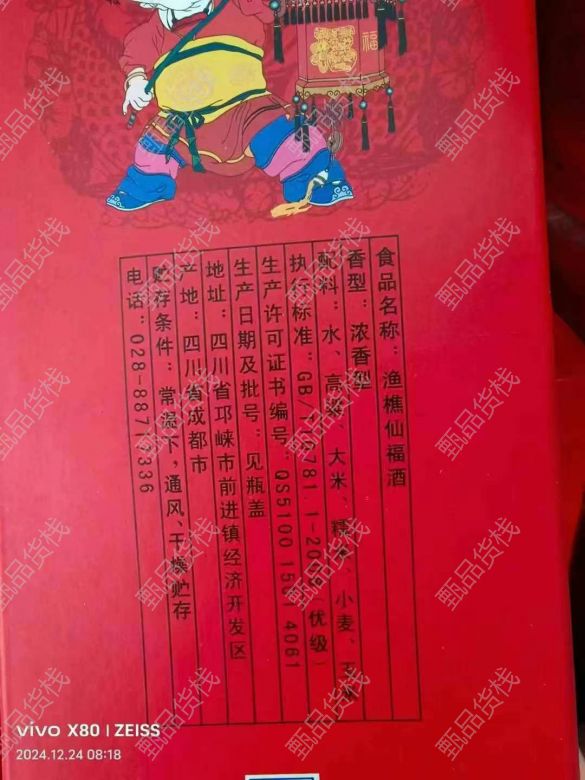 福
食品名称：渔樵仙福酒
香型：浓香型
配料：水、高粱、大米、糯米、小麦、玉米
执行标准：GB/T10781.1-2006（优级）
生产许可证书编号：QS5100 1501 4061
生产日期及批号：见瓶盖
地址：四川省邛崃市前进镇经济开发区
产地：四川省成都市
贮存条件：常温下，通风、干燥贮存
电话：028-8871 336
vivo X80 | ZEISS
2024.12.24 08:18
甄品货栈